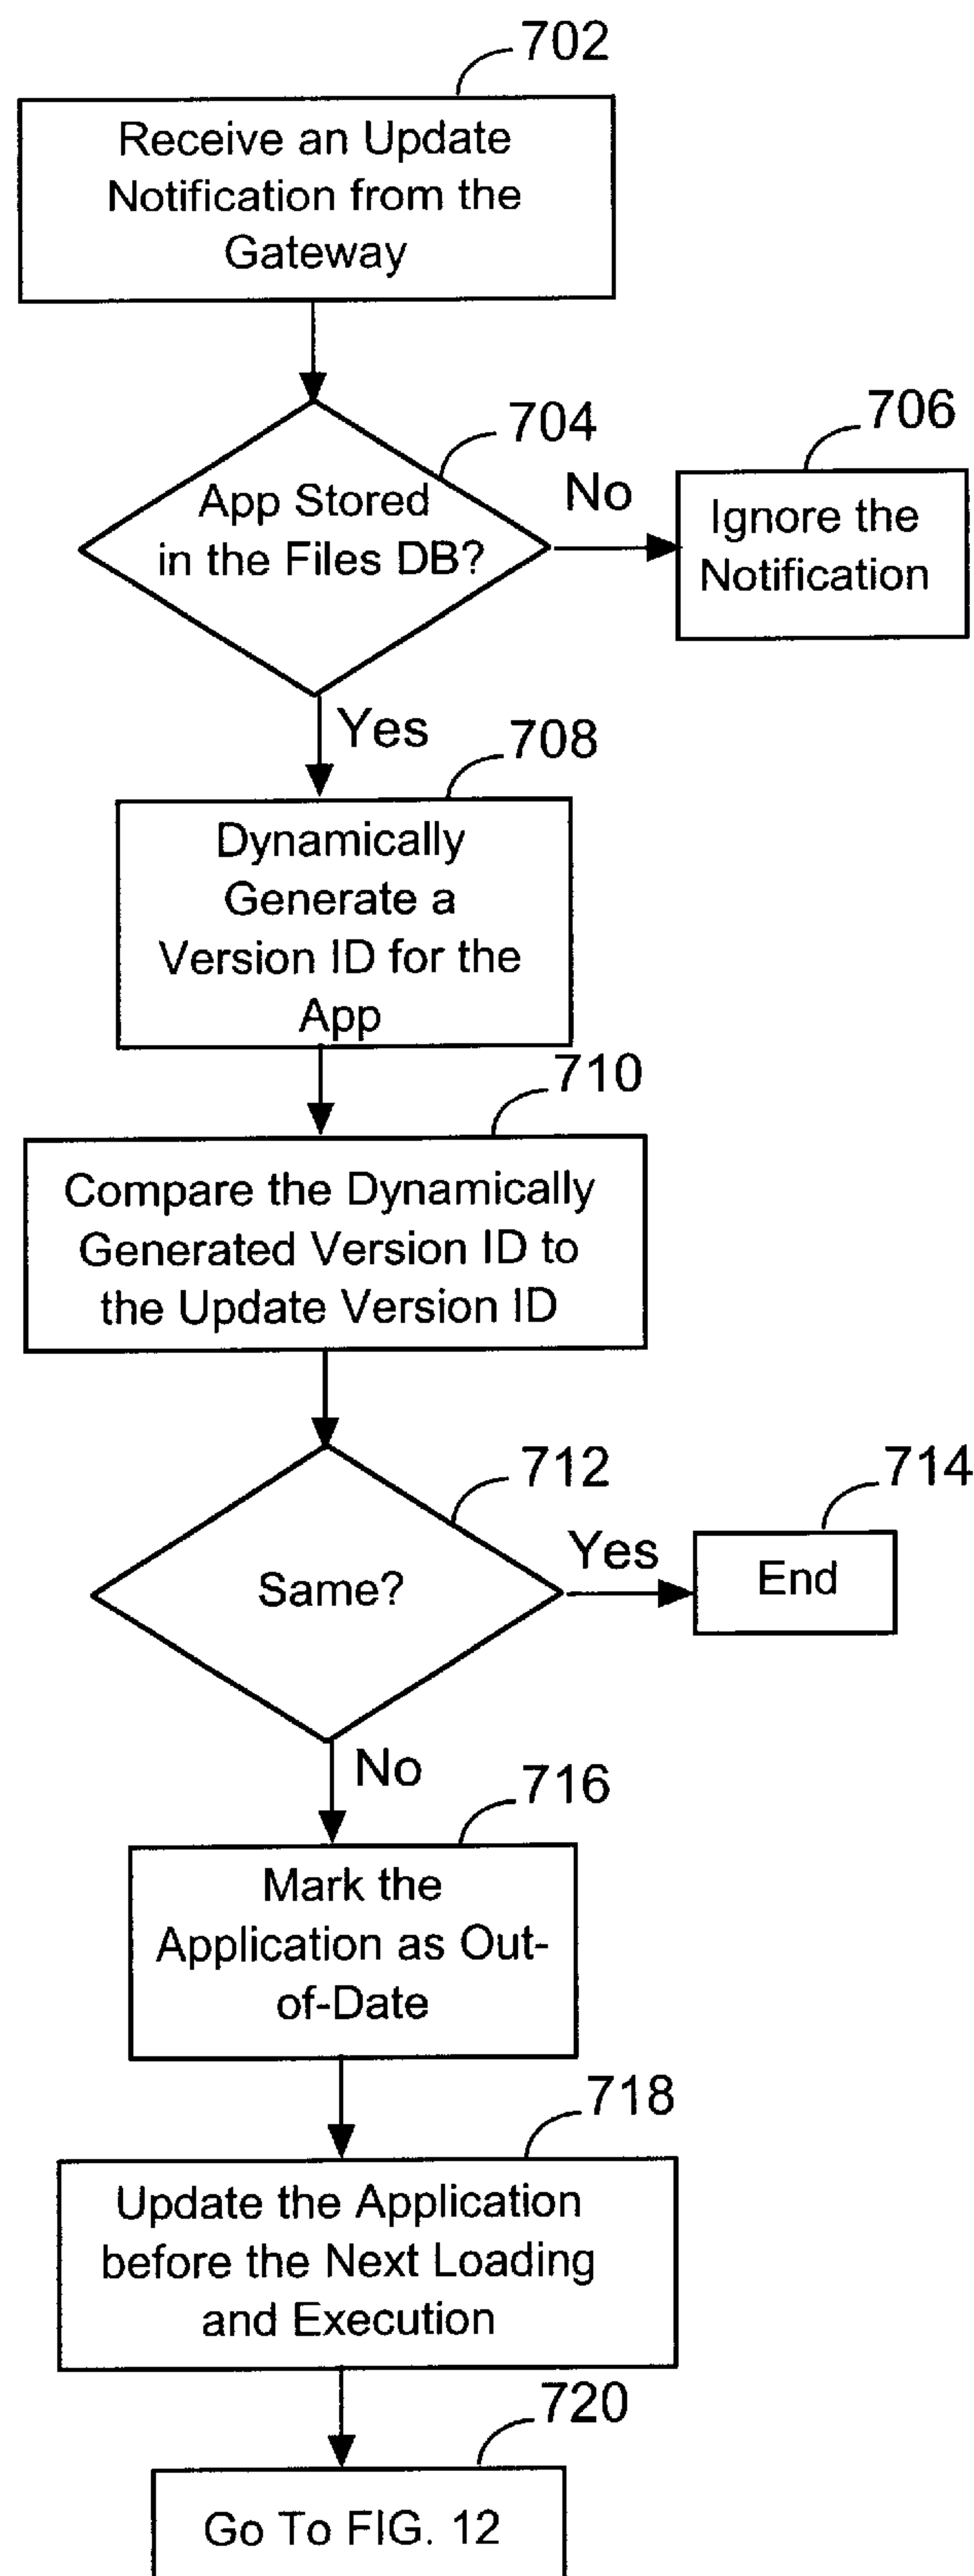 702
Receive an Update
Notification from the
Gateway
704
App Stored
in the Files DB?
No
706
Ignore the
Notification
Yes
708
Dynamically
Generate a
Version ID for the
App
710
Compare the Dynamically
Generated Version ID to
the Update Version ID
712
Same?
Yes
714
End
No
716
Mark the
Application as Out-
of-Date
718
Update the Application
before the Next Loading
and Execution
720
Go To FIG. 12